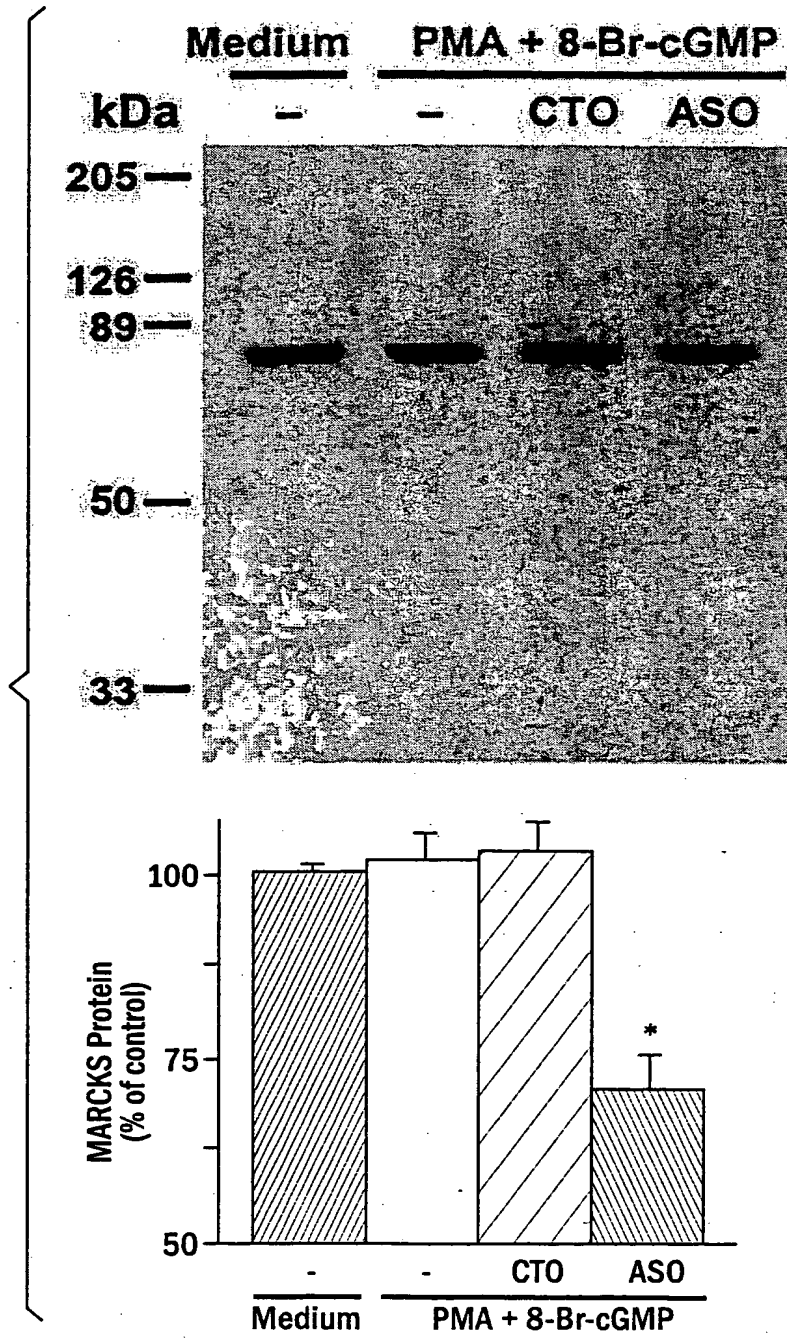 Medium PMA + 8-Br-cGMP
kDa - - CTO ASO
205
126
89
50
33
100
75
50
MARCKS Protein
(% of control)
*
- - CTO ASO
Medium PMA + 8-Br-cGMP